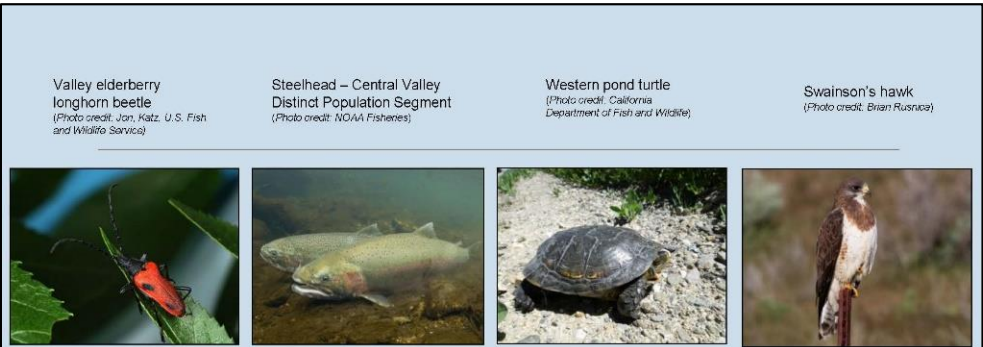 Valley elderberry
longhorn beetle
(Photo credit: Jon, Katz, U.S. Fish
and Wildlife Service)
Steelhead – Central Valley
Distinct Population Segment
(Photo credit: NOAA Fisheries)
Western pond turtle
(Photo credit: California
Department of Fish and Wildlife)
Swainson's hawk
(Photo credit: Brian Rusnica)